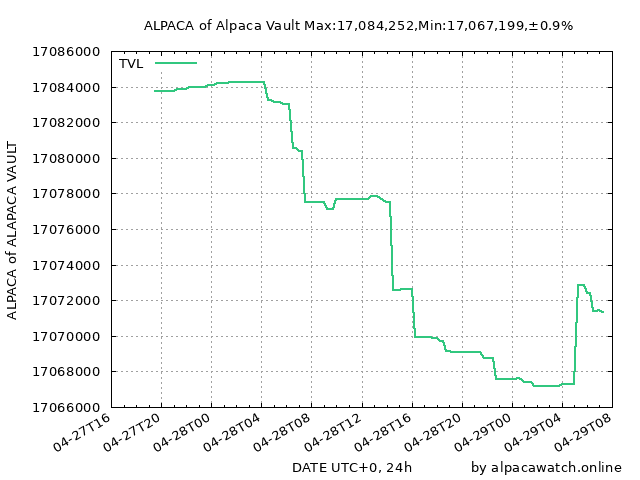 ALPACA of Alpaca Vault Max:17,084,252,Min:17,067,199,±0.9%
TVL
ALPACA of ALAPACA VAULT
17086000
17084000
17082000
17080000
17078000
17076000
17074000
17072000
17070000
17068000
17066000
04-27T16
04-27T20
04-28T00
04-28T04
04-28T08
04-28T12
04-28T16
04-28T20
04-29T00
04-29T04
04-29T08
DATE UTC+0, 24h
by alpacawatch.online